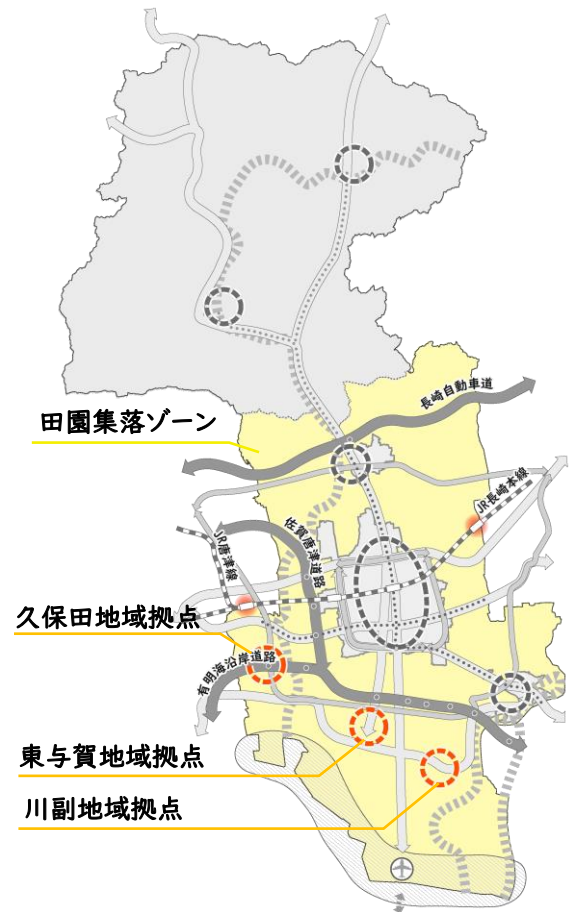 長崎自動車道
田園集落ゾーン
JR長崎本線
佐賀唐津道路
JR唐津線
久保田地域拠点
有明海沿岸道路
東与賀地域拠点
川副地域拠点